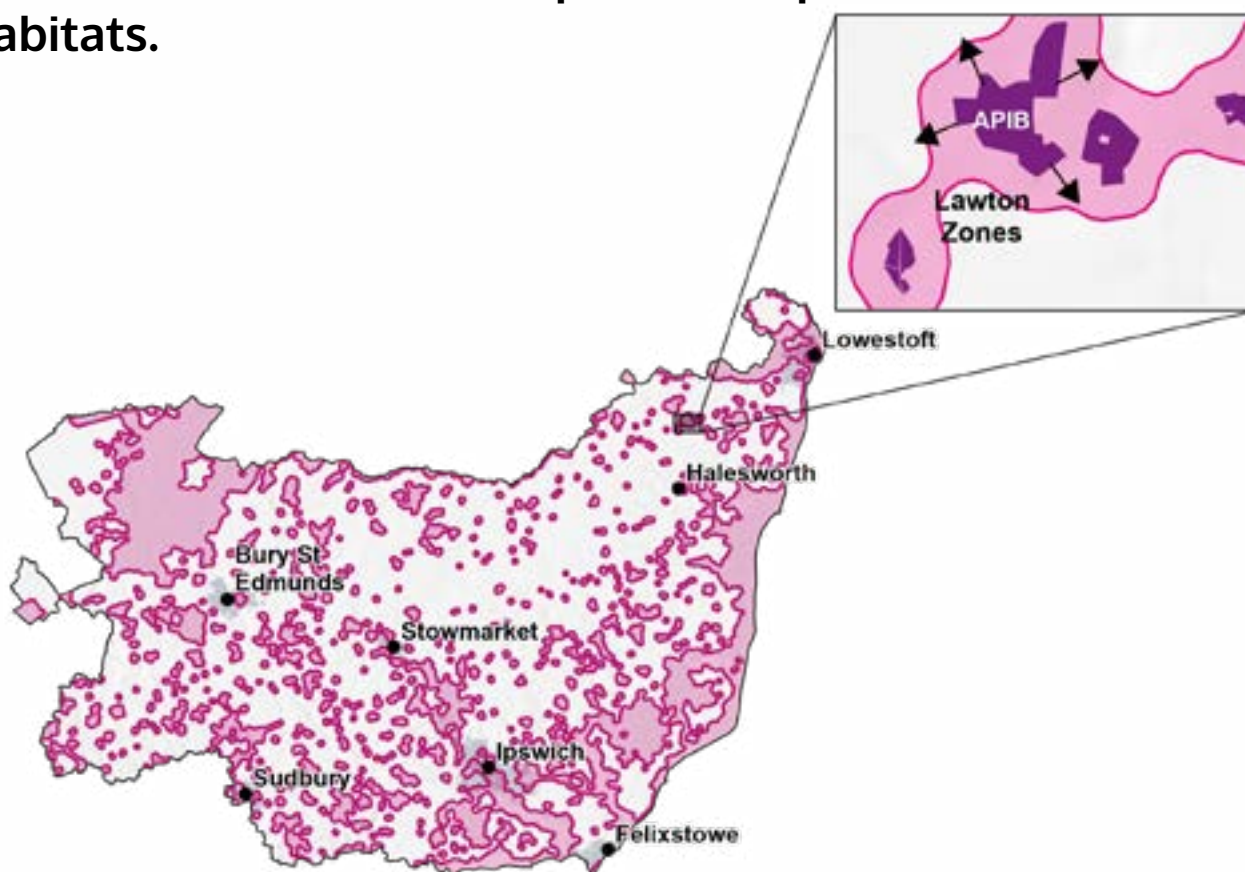 abitats.
APIB
Lawton
Zones
Lowestoft
Halesworth
Bury St
Edmunds
Stowmarket
Ipswich
Sudbury
Felixstowe